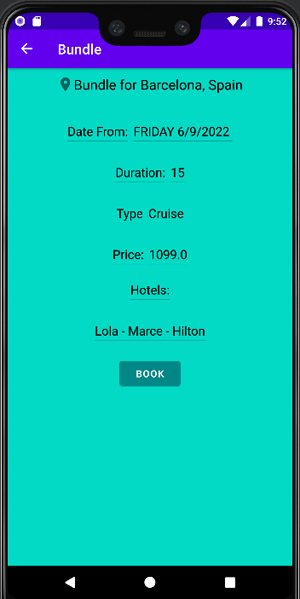 9:52
Bundle
Bundle for Barcelona, Spain
Date From: FRIDAY 6/9/2022
Duration: 15
Type Cruise
Price: 1099.0
Hotels:
Lola - Marce - Hilton
BOOK